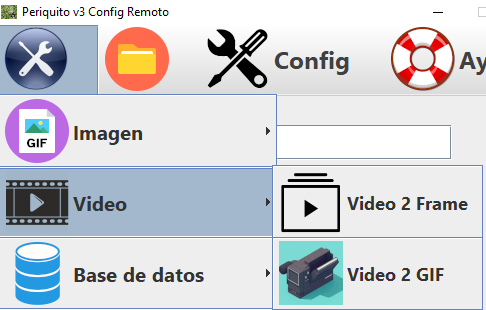 Periquito v3 Config Remoto
Config
Ay
GIF
Imagen
Video
Video 2 Frame
Base de datos
Video 2 GIF